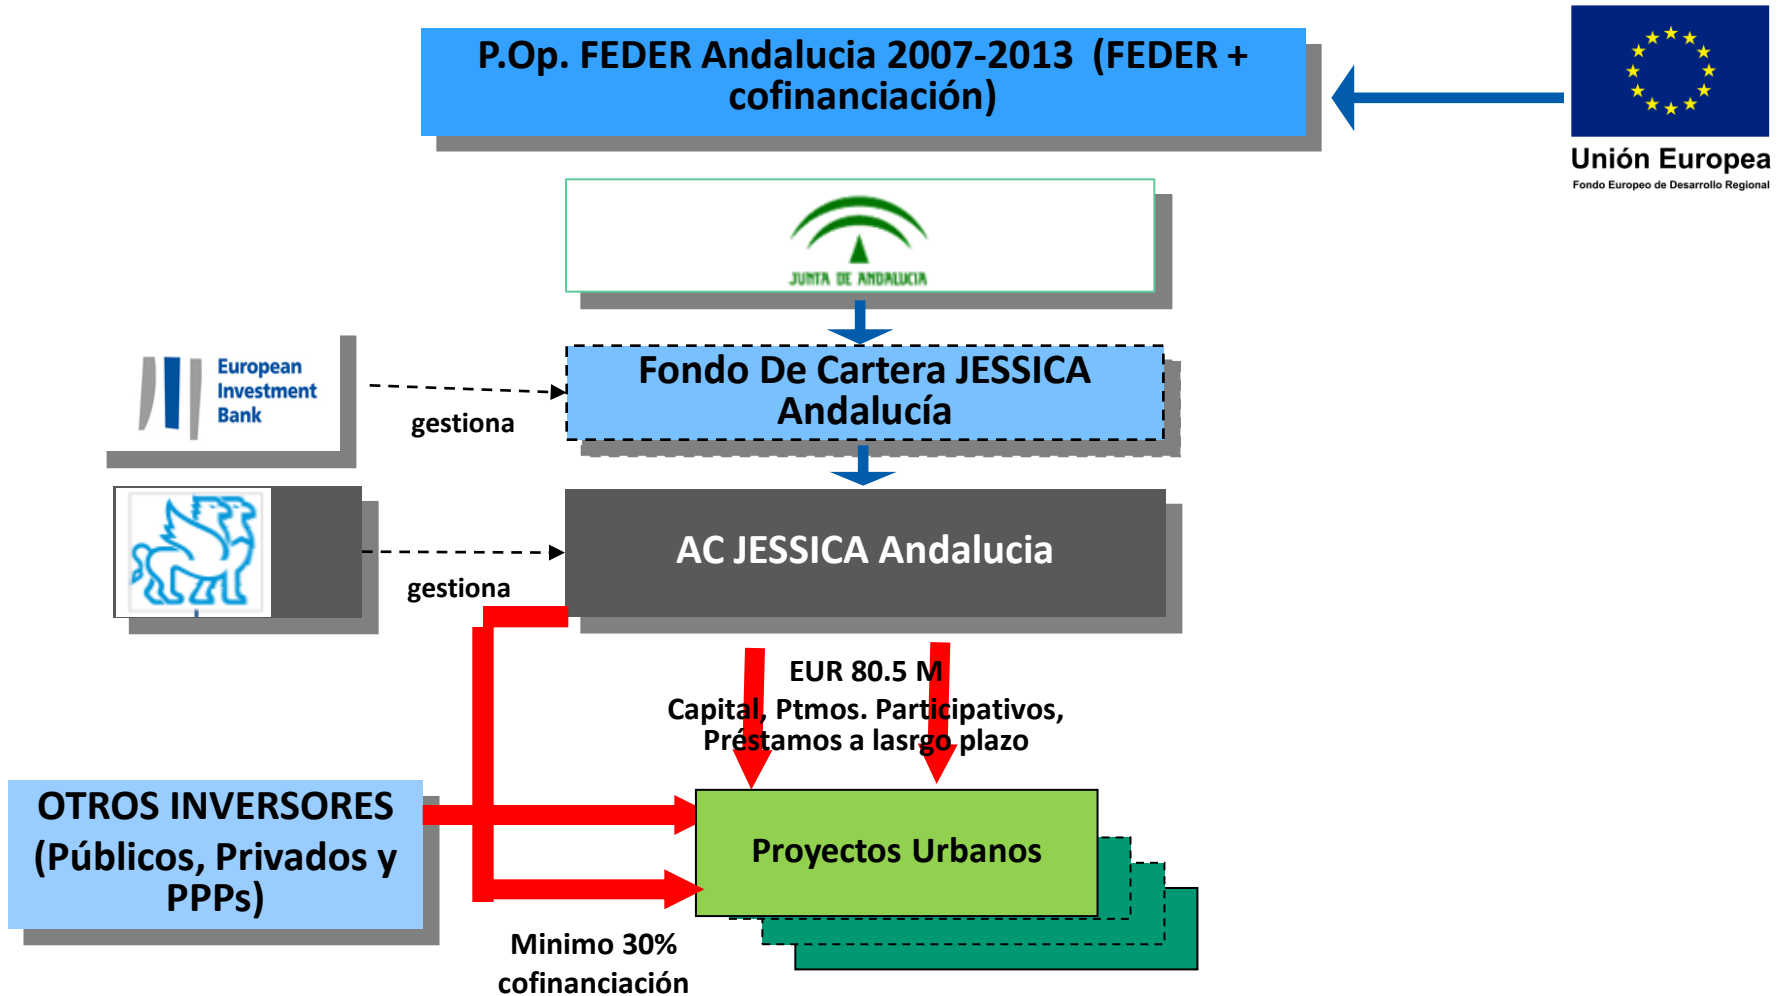 P.Op. FEDER Andalucia 2007-2013 (FEDER +
cofinanciación)
Unión Europea
Fondo Europeo de Desarrollo Regional
JUNTA DE ANDALUCIA
European
Investment
Bank
gestiona
Fondo De Cartera JESSICA
Andalucía
gestiona
AC JESSICA Andalucia
EUR 80.5 M
Capital, Ptmos. Participativos,
Préstamos a lasrgo plazo
OTROS INVERSORES
(Públicos, Privados y
PPPs)
Proyectos Urbanos
Minimo 30%
cofinanciación